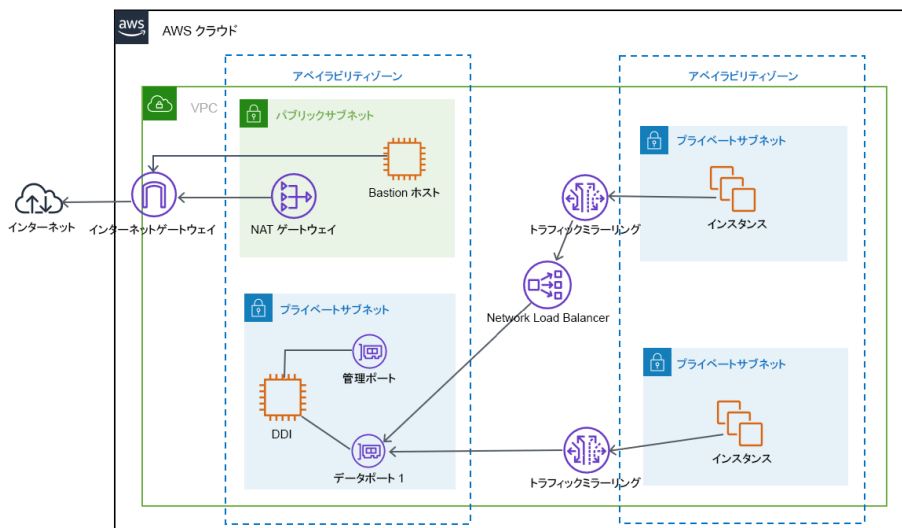 aws
AWS クラウド
アベイラビリティゾーン
アベイラビリティゾーン
VPC
パブリックサブネット
プライベートサブネット
Bastion ホスト
インスタンス
インターネット
インターネットゲートウェイ
NAT ゲートウェイ
トラフィックミラーリング
プライベートサブネット
Network Load Balancer
プライベートサブネット
管理ポート
DDI
インスタンス
データポート 1
トラフィックミラーリング